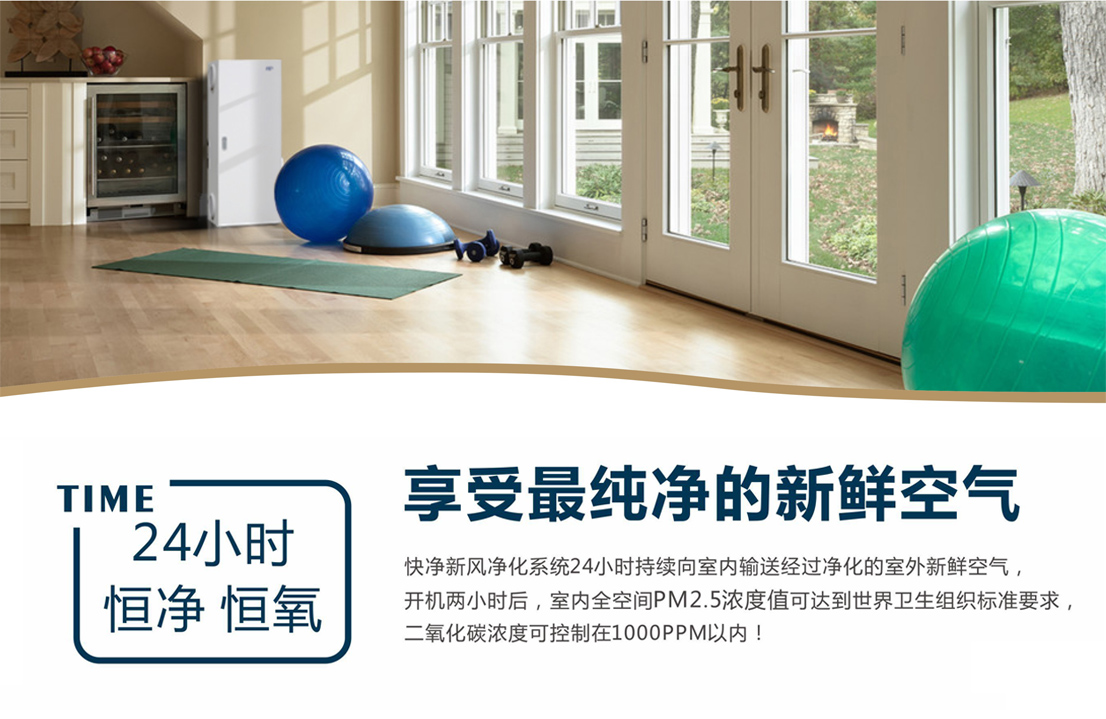 TIME
24小时
恒净 恒氧
享受最纯净的新鲜空气
快净新风净化系统24小时持续向室内输送经过净化的室外新鲜空气，
开机两小时后，室内全空间PM2.5浓度值可达到世界卫生组织标准要求，
二氧化碳浓度可控制在1000PPM以内！